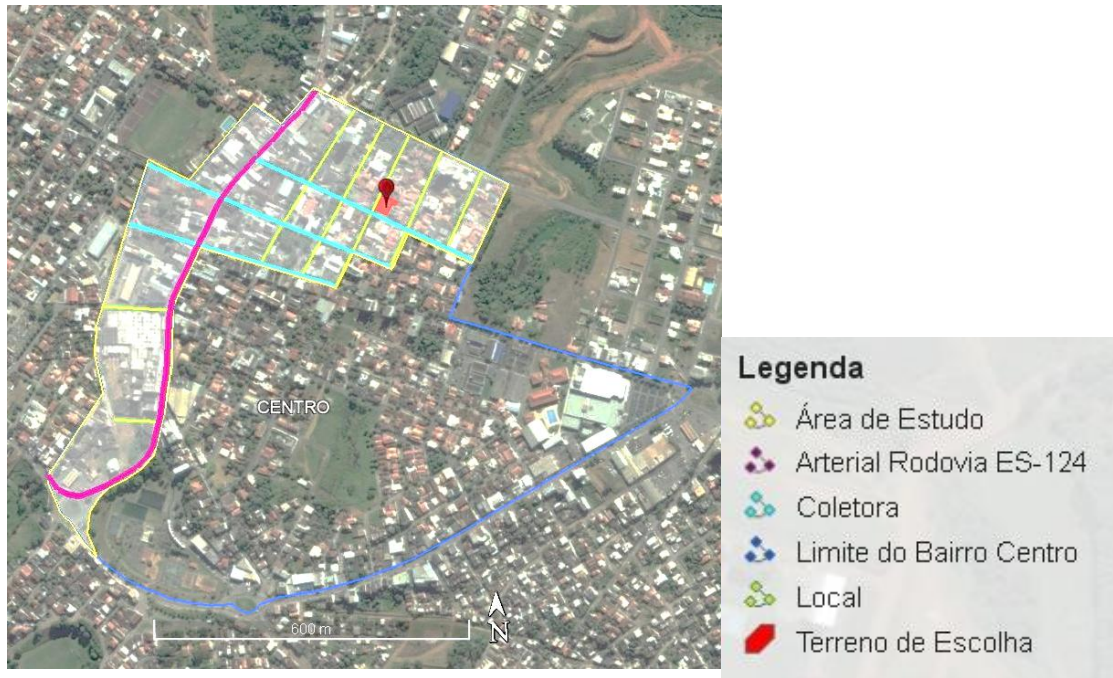 CENTRO
600 m
N
Legenda
Área de Estudo
Arterial Rodovia ES-124
Coletora
Limite do Bairro Centro
Local
Terreno de Escolha